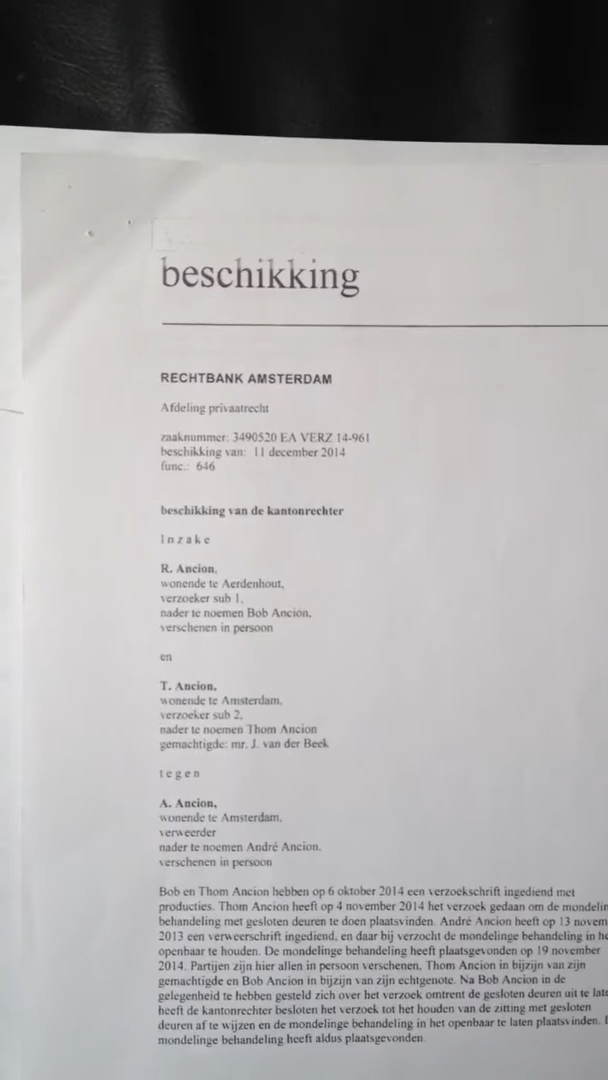 beschikking
RECHTBANK AMSTERDAM
Afdeling privaatrecht
zaaknummer: 3490520 EA VERZ 14-961
beschikking van: 11 december 2014
func.: 646
beschikking van de kantonrechter
Inzake
R. Ancion,
wonende te Aerdenhout,
verzoeker sub 1,
nader te noemen Bob Ancion,
verschenen in persoon
en
T. Ancion,
wonende te Amsterdam,
verzoeker sub 2,
nader te noemen Thom Ancion
gemachtigde: mr. J. van der Beek
tegen
A. Ancion,
wonende te Amsterdam,
verweerder
nader te noemen André Ancion,
verschenen in persoon
Bob en Thom Ancion hebben op 6 oktober 2014 een verzoekschrift ingediend met
producties. Thom Ancion heeft op 4 november 2014 het verzoek gedaan om de mondelin
behandeling met gesloten deuren te doen plaatsvinden. André Ancion heeft op 13 novem
2013 een verweerschrift ingediend, en daar bij verzocht de mondelinge behandeling in he
openbaar te houden. De mondelinge behandeling heeft plaatsgevonden op 19 november
2014. Partijen zijn hier allen in persoon verschenen, Thom Ancion in bijzijn van zijn
gemachtigde en Bob Ancion in bijzijn van zijn echtgenote. Na Bob Ancion in de
gelegenheid te hebben gesteld zich over het verzoek omtrent de gesloten deuren uit te late
heeft de kantonrechter besloten het verzoek tot het houden van de zitting met gesloten
deuren af te wijzen en de mondelinge behandeling in het openbaar te laten plaatsvinden.
mondelinge behandeling heeft aldus plaatsgevonden.